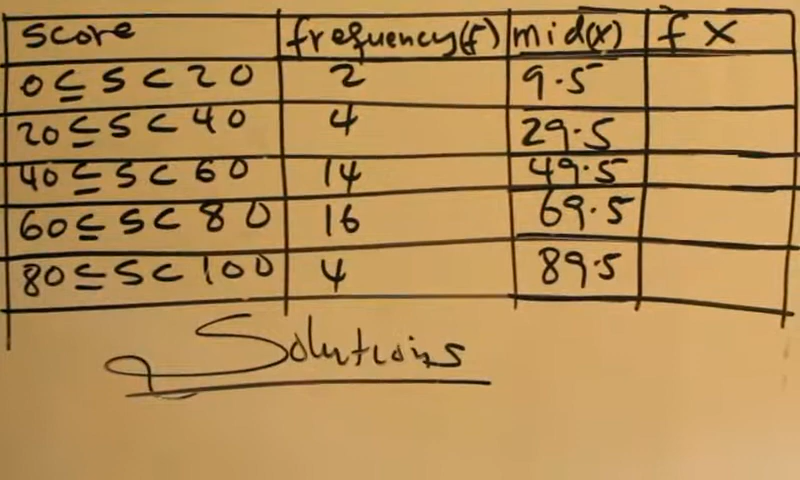 score frequency(f) mid(x) f x
0 ≤ S < 20 2 9.5
20 ≤ S < 40 4 29.5
40 ≤ S < 60 14 49.5
60 ≤ S < 80 16 69.5
80 ≤ S < 100 4 89.5
Solutions